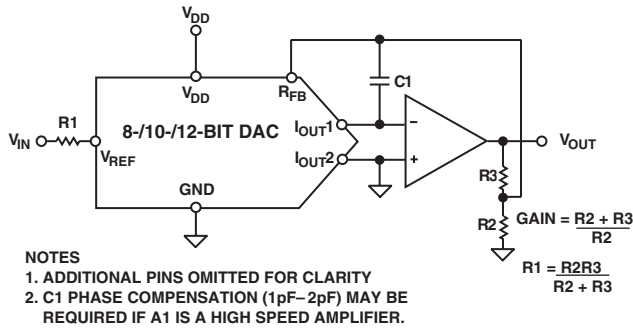 VDD
VDD
RFB
C1
R1
8-/10-/12-BIT DAC
IOUT1
–
VIN
VREF
IOUT2
+
VOUT
GND
R3
R2
GAIN = R2 + R3
R2
R1 = R2R3
R2 + R3
NOTES
1. ADDITIONAL PINS OMITTED FOR CLARITY
2. C1 PHASE COMPENSATION (1pF–2pF) MAY BE
REQUIRED IF A1 IS A HIGH SPEED AMPLIFIER.